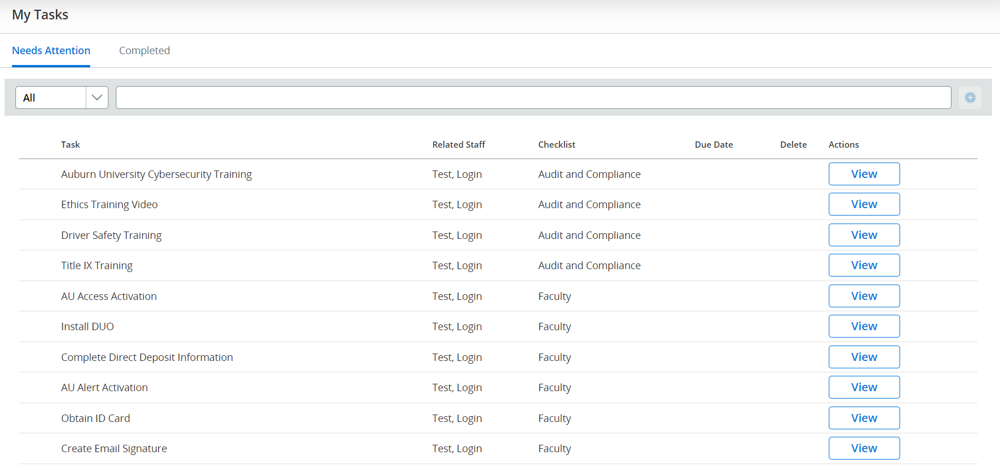 My Tasks
Needs Attention Completed
All
Task Related Staff Checklist Due Date Delete Actions
Auburn University Cybersecurity Training Test, Login Audit and Compliance View
Ethics Training Video Test, Login Audit and Compliance View
Driver Safety Training Test, Login Audit and Compliance View
Title IX Training Test, Login Audit and Compliance View
AU Access Activation Test, Login Faculty View
Install DUO Test, Login Faculty View
Complete Direct Deposit Information Test, Login Faculty View
AU Alert Activation Test, Login Faculty View
Obtain ID Card Test, Login Faculty View
Create Email Signature Test, Login Faculty View